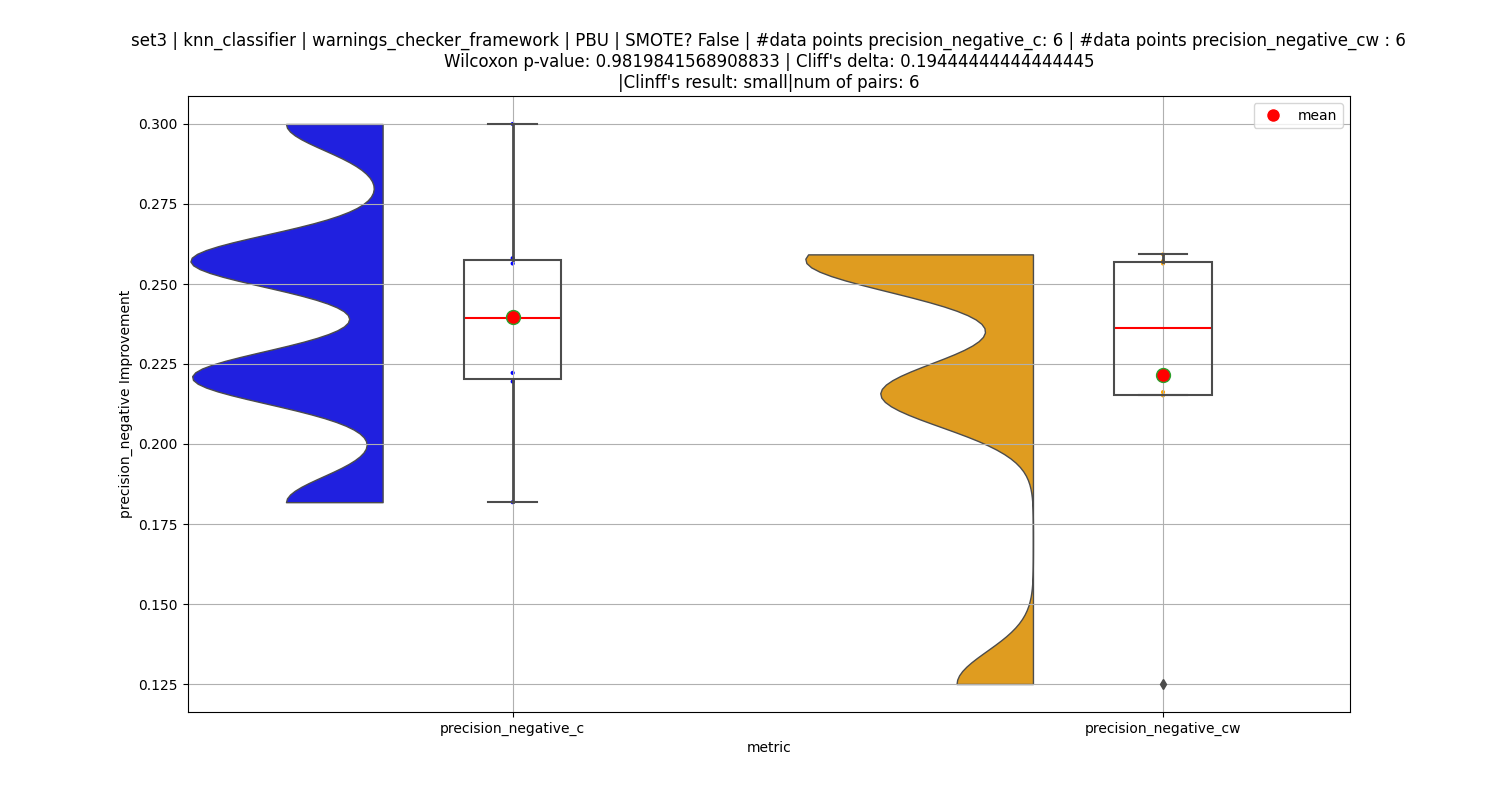 set3 | knn_classifier | warnings_checker_framework | PBU | SMOTE? False | #data points precision_negative_c: 6 | #data points precision_negative_cw : 6
Wilcoxon p-value: 0.9819841568908833 | Cliff's delta: 0.19444444444444445
|Clinff's result: small|num of pairs: 6
mean
0.300
0.275
0.250
0.225
0.200
0.175
0.150
0.125
precision_negative Improvement
precision_negative_c
precision_negative_cw
metric